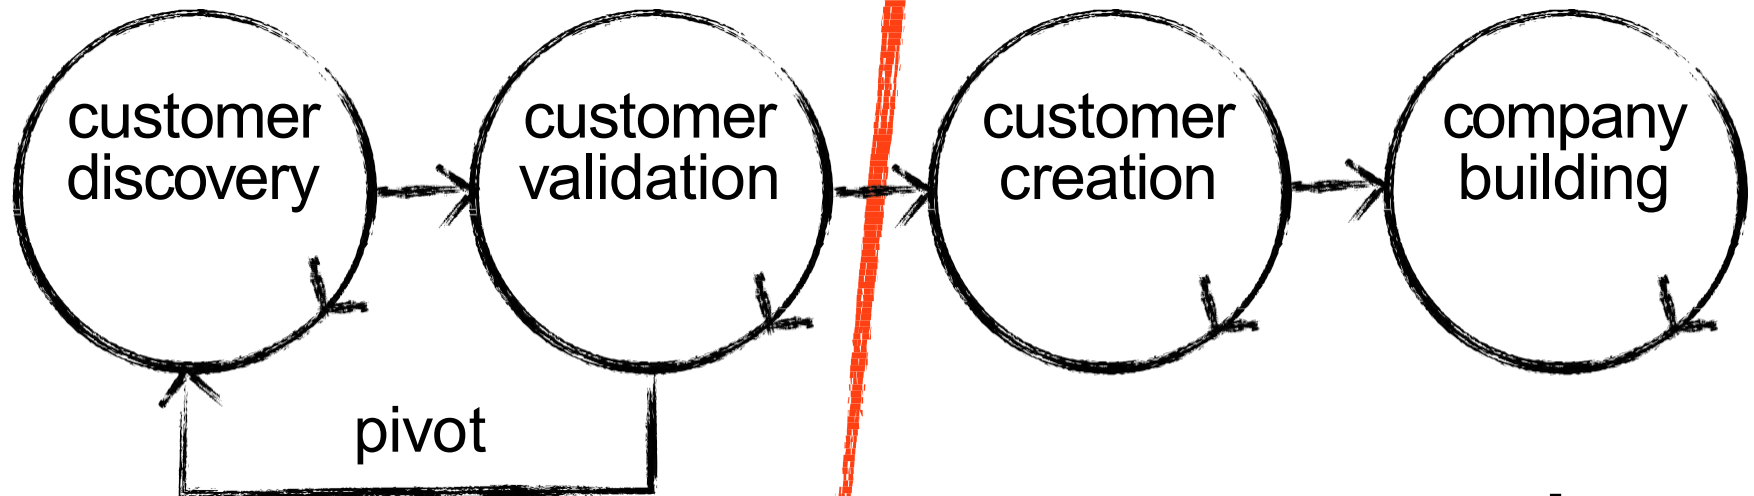 customer
discovery
customer
validation
customer
creation
company
building
pivot